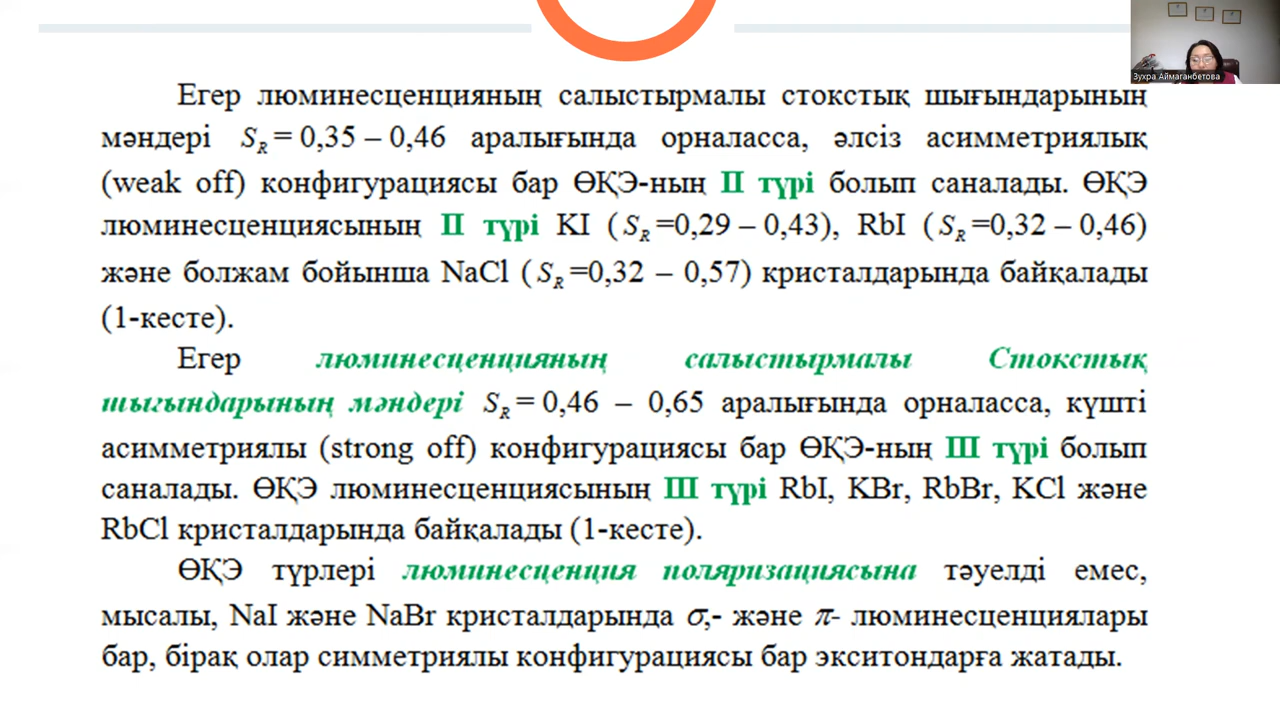 Зухра Аймаганбетова
Егер люминесценцияның салыстырмалы стокстық шығындарының
мәндері S_R = 0,35 – 0,46 аралығында орналасса, әлсіз асимметриялық
(weak off) конфигурациясы бар ӨҚЭ-ның II түрі болып саналады. ӨҚЭ
люминесценциясының II түрі KI (S_R=0,29 – 0,43), RbI (S_R=0,32 – 0,46)
және болжам бойынша NaCl (S_R=0,32 – 0,57) кристалдарында байқалады
(1-кесте).
Егер люминесценцияның салыстырмалы Стокстық
шығындарының мәндері S_R = 0,46 – 0,65 аралығында орналасса, күшті
асимметриялы (strong off) конфигурациясы бар ӨҚЭ-ның III түрі болып
саналады. ӨҚЭ люминесценциясының III түрі RbI, KBr, RbBr, KCl және
RbCl кристалдарында байқалады (1-кесте).
ӨҚЭ түрлері люминесценция поляризациясына тәуелді емес,
мысалы, NaI және NaBr кристалдарында σ,- және π- люминесценциялары
бар, бірақ олар симметриялы конфигурациясы бар экситондарға жатады.